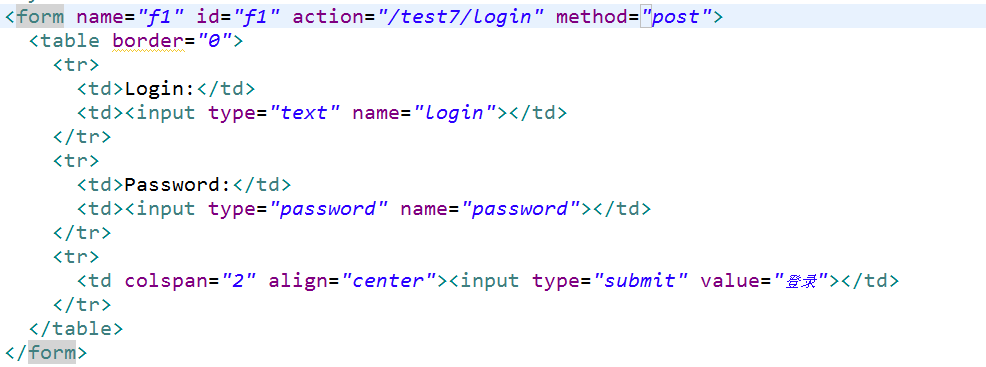 <form name="f1" id="f1" action="/test7/login" method="post">
<table border="0">
<tr>
<td>Login:</td>
<td><input type="text" name="login"></td>
</tr>
<tr>
<td>Password:</td>
<td><input type="password" name="password"></td>
</tr>
<tr>
<td colspan="2" align="center"><input type="submit" value="登录"></td>
</tr>
</table>
</form>